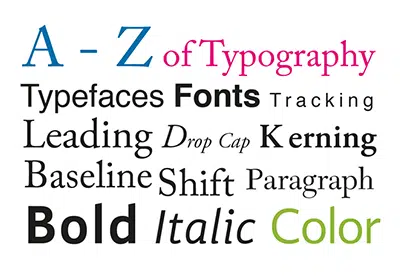 A - Z of Typography
Typefaces Fonts Tracking
Leading Drop Cap Kerning
Baseline Shift Paragraph
Bold Italic Color